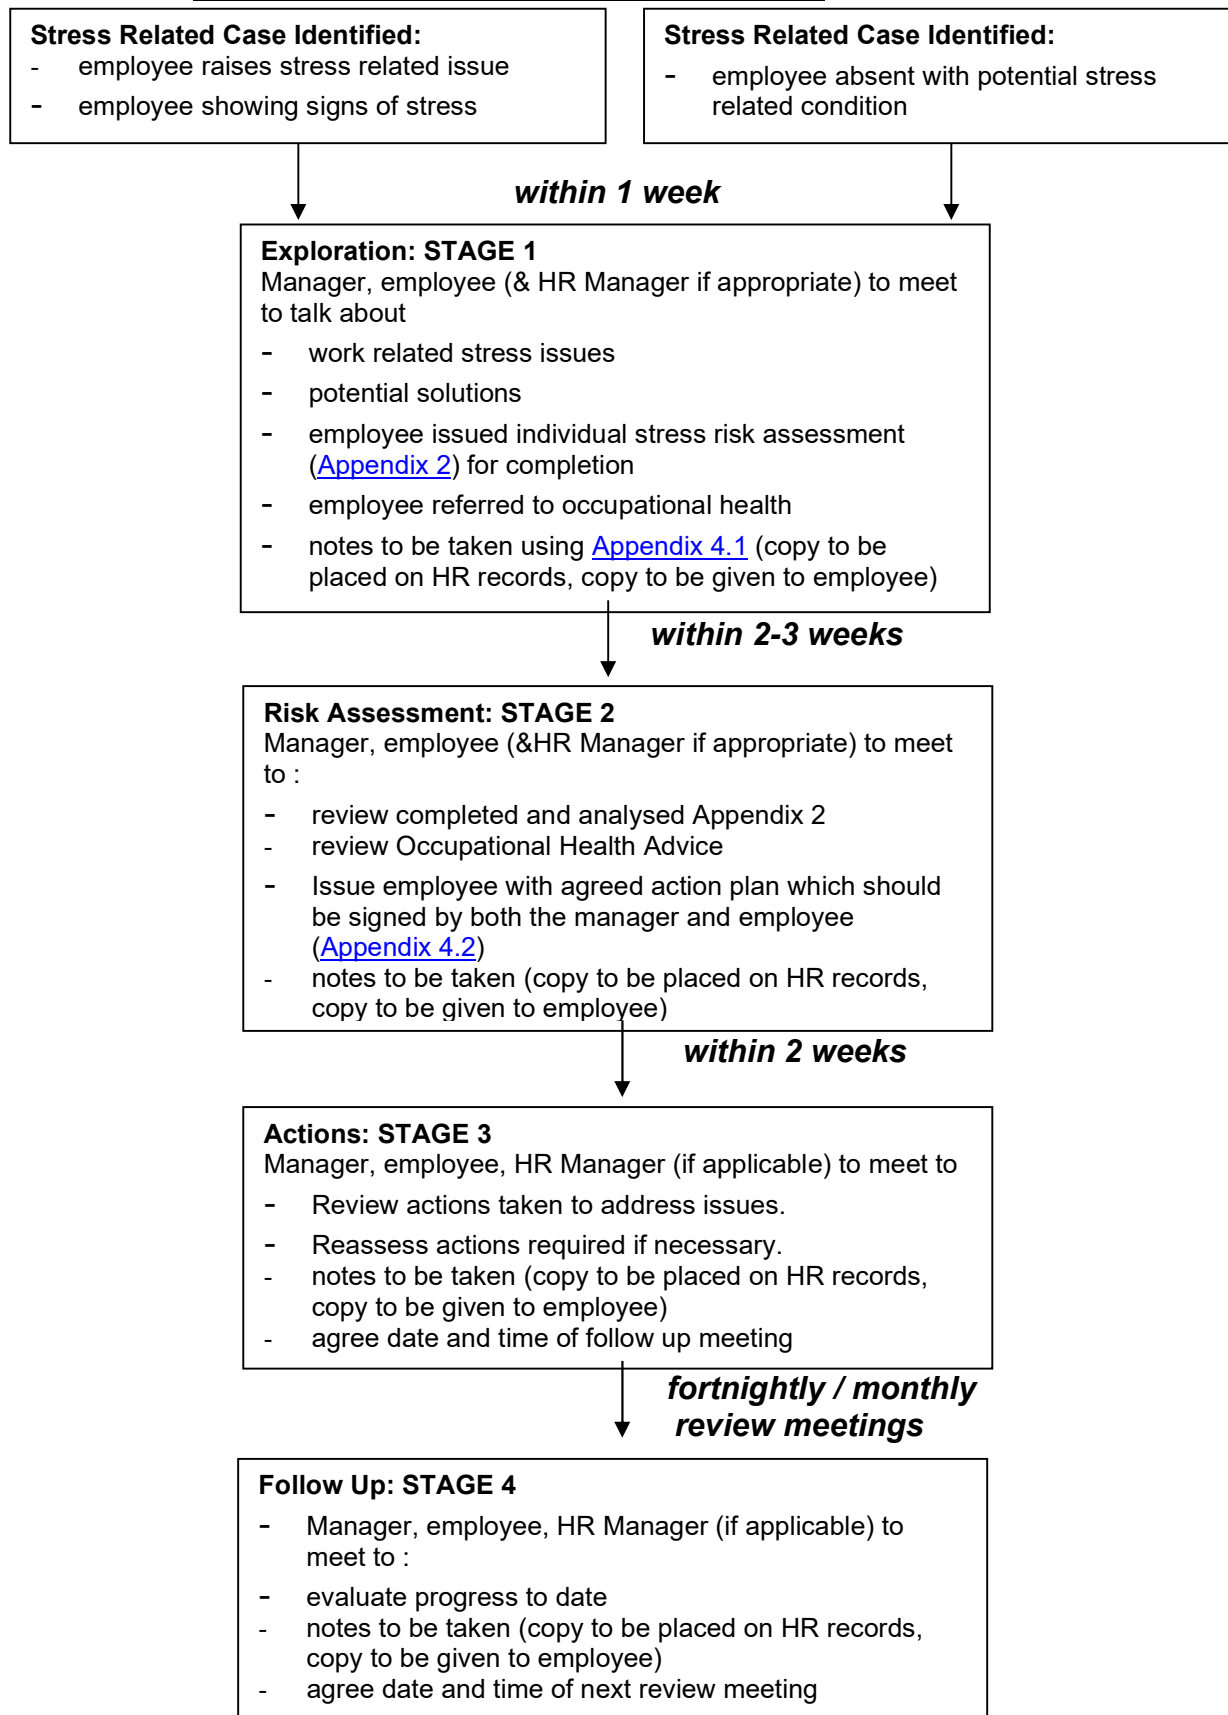 Stress Related Case Identified:
- employee raises stress related issue
- employee showing signs of stress
Stress Related Case Identified:
- employee absent with potential stress
related condition
within 1 week
Exploration: STAGE 1
Manager, employee (& HR Manager if appropriate) to meet
to talk about
- work related stress issues
- potential solutions
- employee issued individual stress risk assessment
(Appendix 2) for completion
- employee referred to occupational health
- notes to be taken using Appendix 4.1 (copy to be
placed on HR records, copy to be given to employee)
within 2-3 weeks
Risk Assessment: STAGE 2
Manager, employee (&HR Manager if appropriate) to meet
to :
- review completed and analysed Appendix 2
- review Occupational Health Advice
- Issue employee with agreed action plan which should
be signed by both the manager and employee
(Appendix 4.2)
- notes to be taken (copy to be placed on HR records,
copy to be given to employee)
within 2 weeks
Actions: STAGE 3
Manager, employee, HR Manager (if applicable) to meet to
- Review actions taken to address issues.
- Reassess actions required if necessary.
- notes to be taken (copy to be placed on HR records,
copy to be given to employee)
- agree date and time of follow up meeting
fortnightly / monthly
review meetings
Follow Up: STAGE 4
- Manager, employee, HR Manager (if applicable) to
meet to :
- evaluate progress to date
- notes to be taken (copy to be placed on HR records,
copy to be given to employee)
- agree date and time of next review meeting